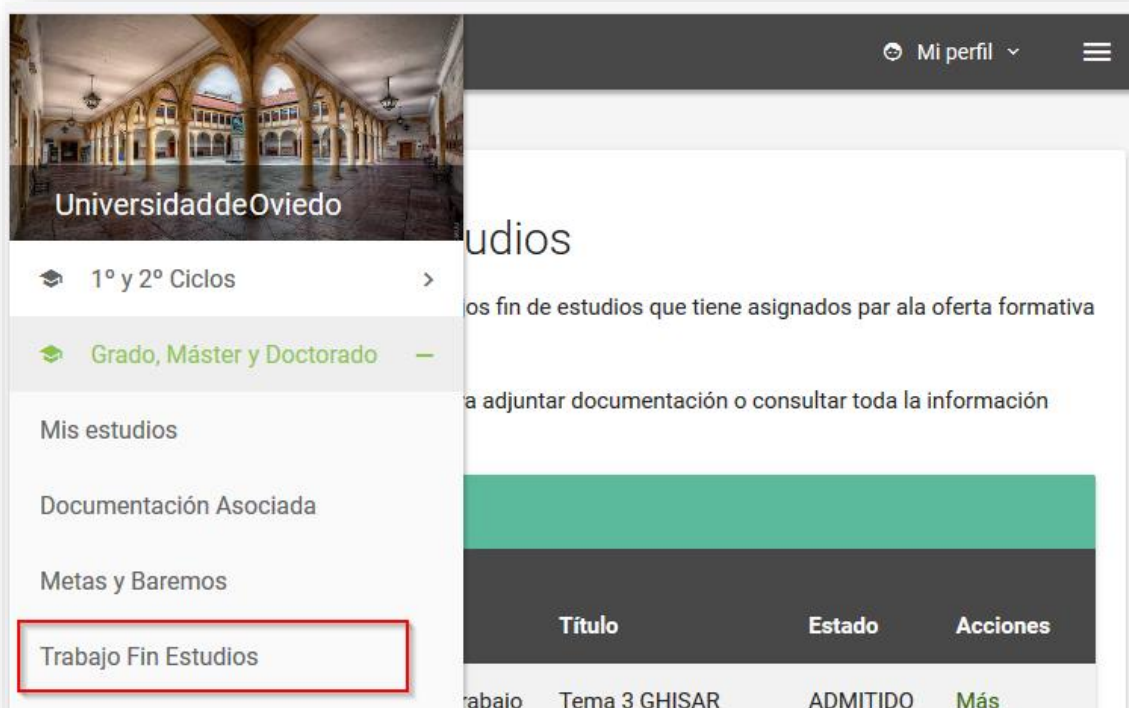 Mi perfil
UniversidaddeOviedo
udios
1º y 2º Ciclos
os fin de estudios que tiene asignados par ala oferta formativa
Grado, Máster y Doctorado
a adjuntar documentación o consultar toda la información
Mis estudios
Documentación Asociada
Metas y Baremos
Título Estado Acciones
Trabajo Fin Estudios
rabajo Tema 3 GHISAR ADMITIDO Más